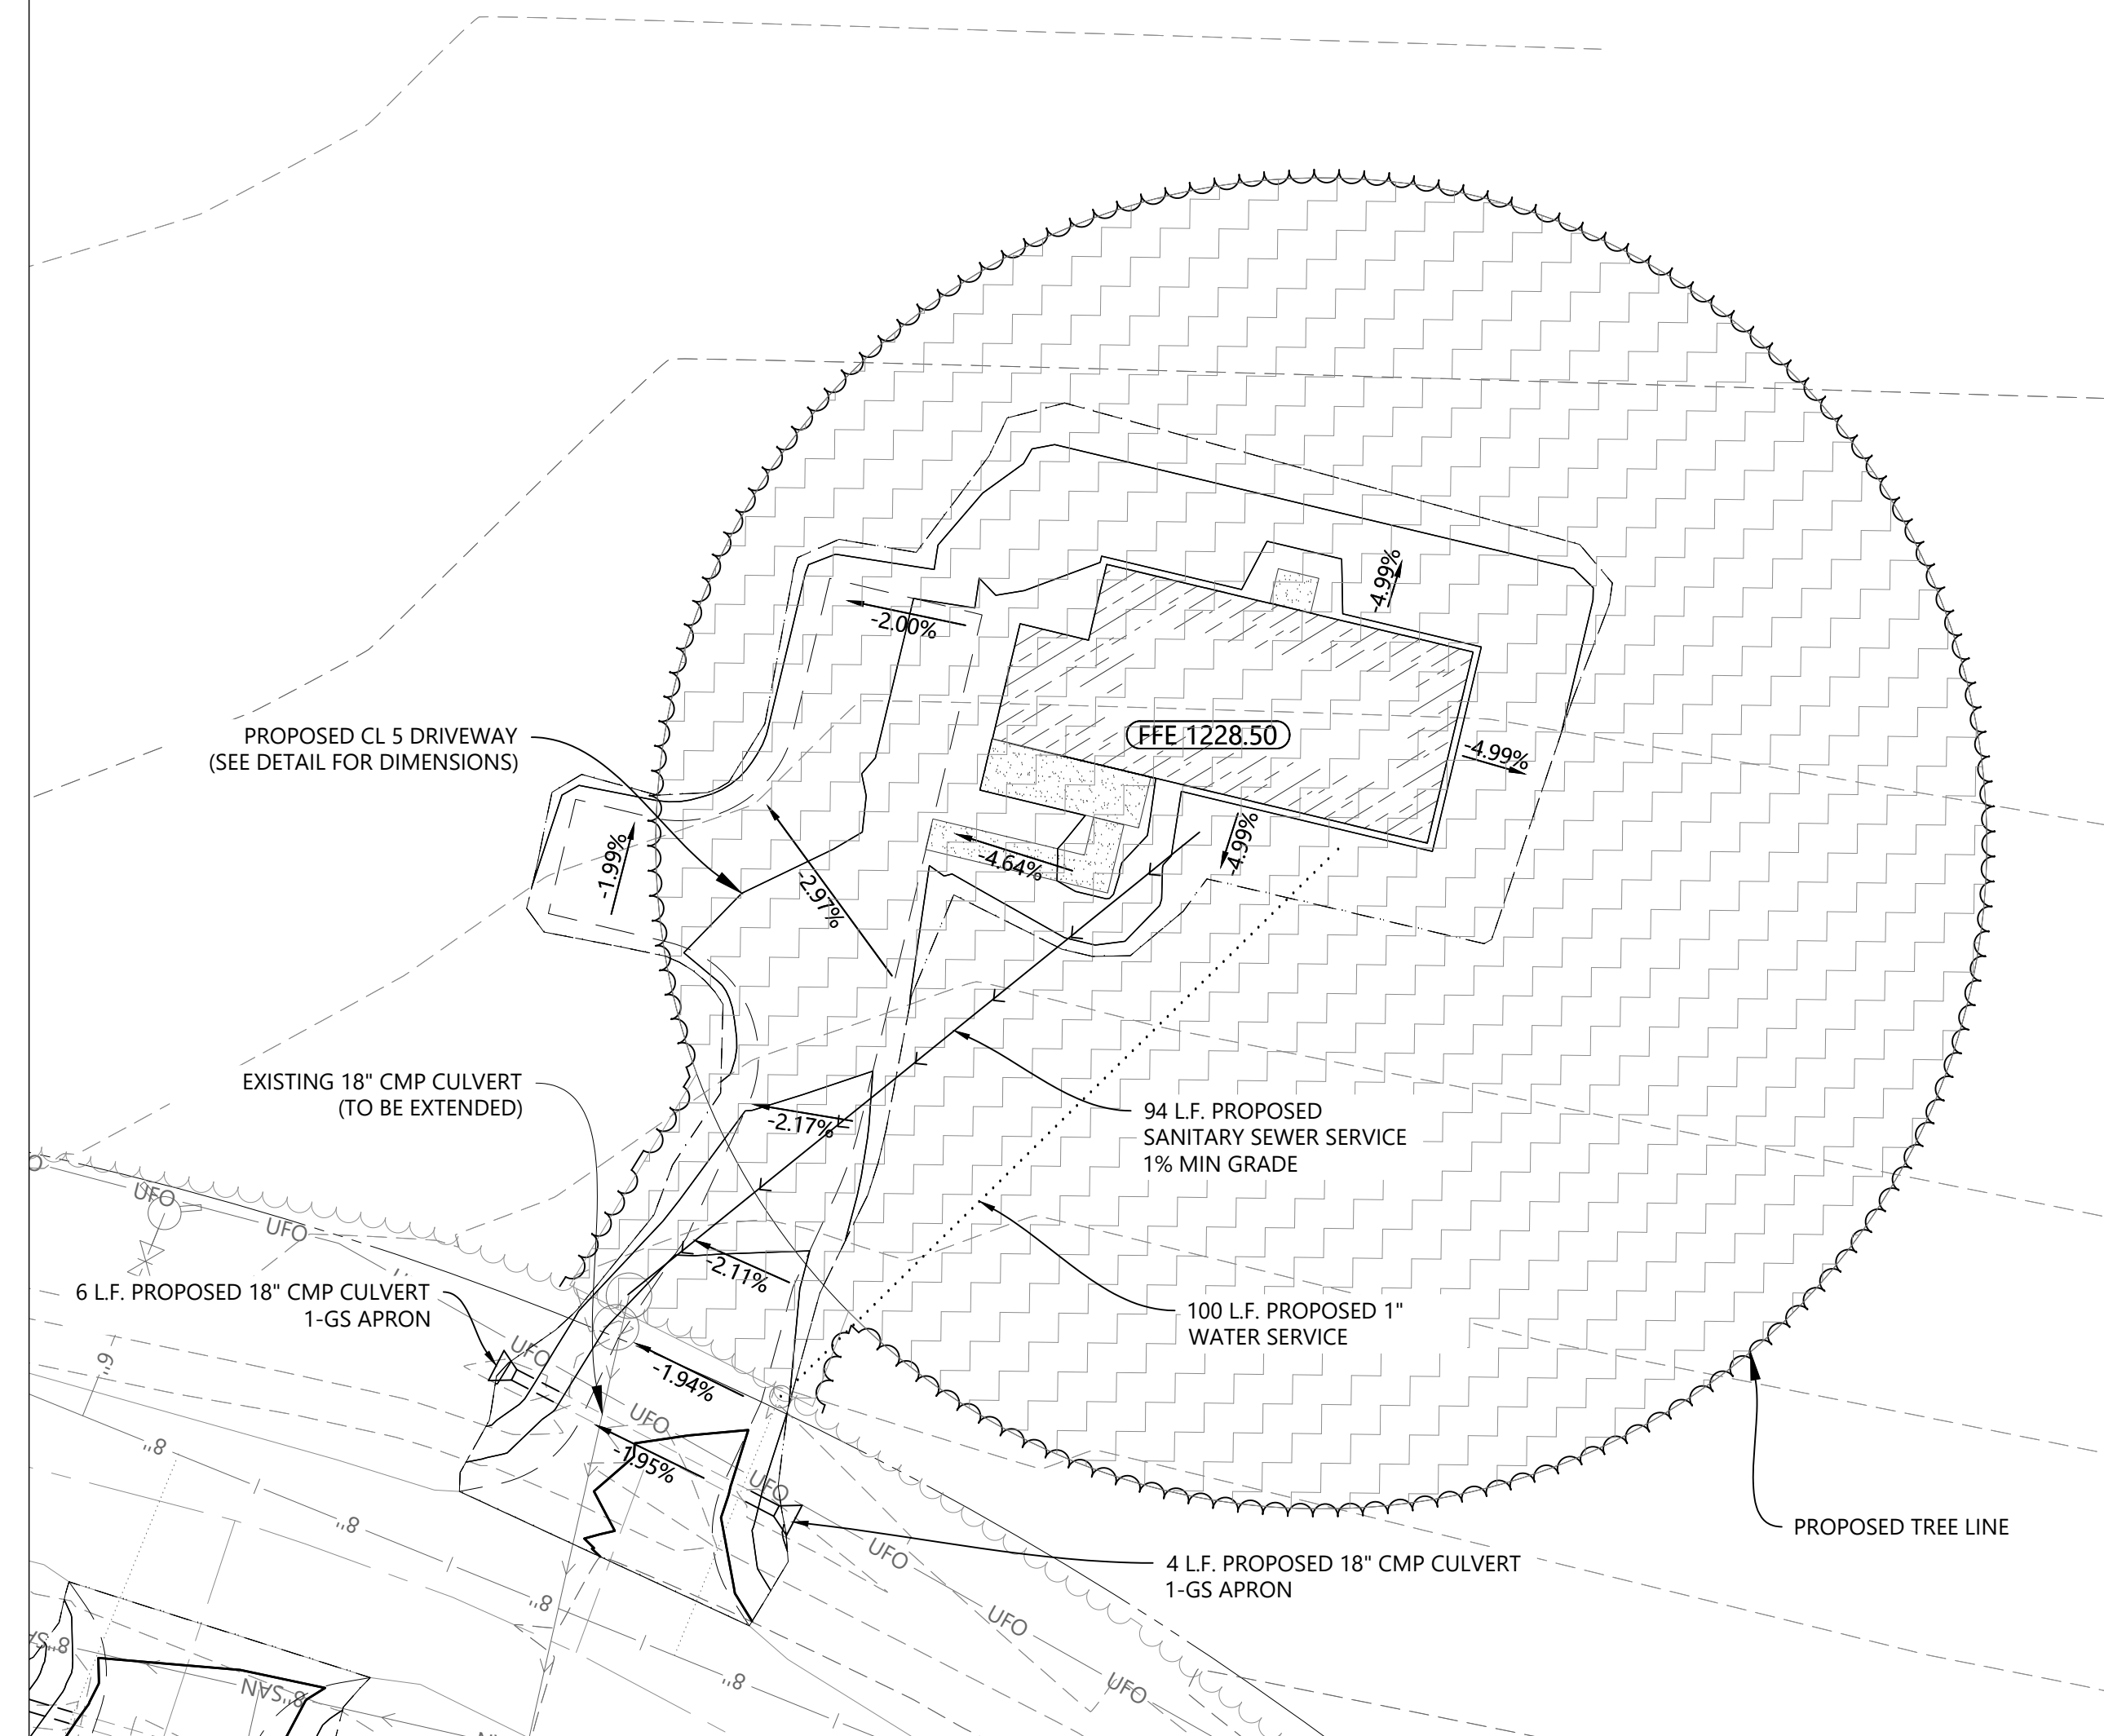 -2.00%
-4.99%
PROPOSED CL 5 DRIVEWAY
(SEE DETAIL FOR DIMENSIONS)
FFE 1228.50
-4.99%
-1.99%
-2.97%
-4.64%
-4.99%
EXISTING 18" CMP CULVERT
(TO BE EXTENDED)
-2.17%
94 L.F. PROPOSED
SANITARY SEWER SERVICE
1% MIN GRADE
UFO
UFO
-2.11%
6 L.F. PROPOSED 18" CMP CULVERT
1-GS APRON
100 L.F. PROPOSED 1"
WATER SERVICE
UFO
6"
-1.94%
UFO
8"
-1.95%
UFO
8"
UFO
PROPOSED TREE LINE
4 L.F. PROPOSED 18" CMP CULVERT
1-GS APRON
8"
UFO
8"
8"SAN
UFO